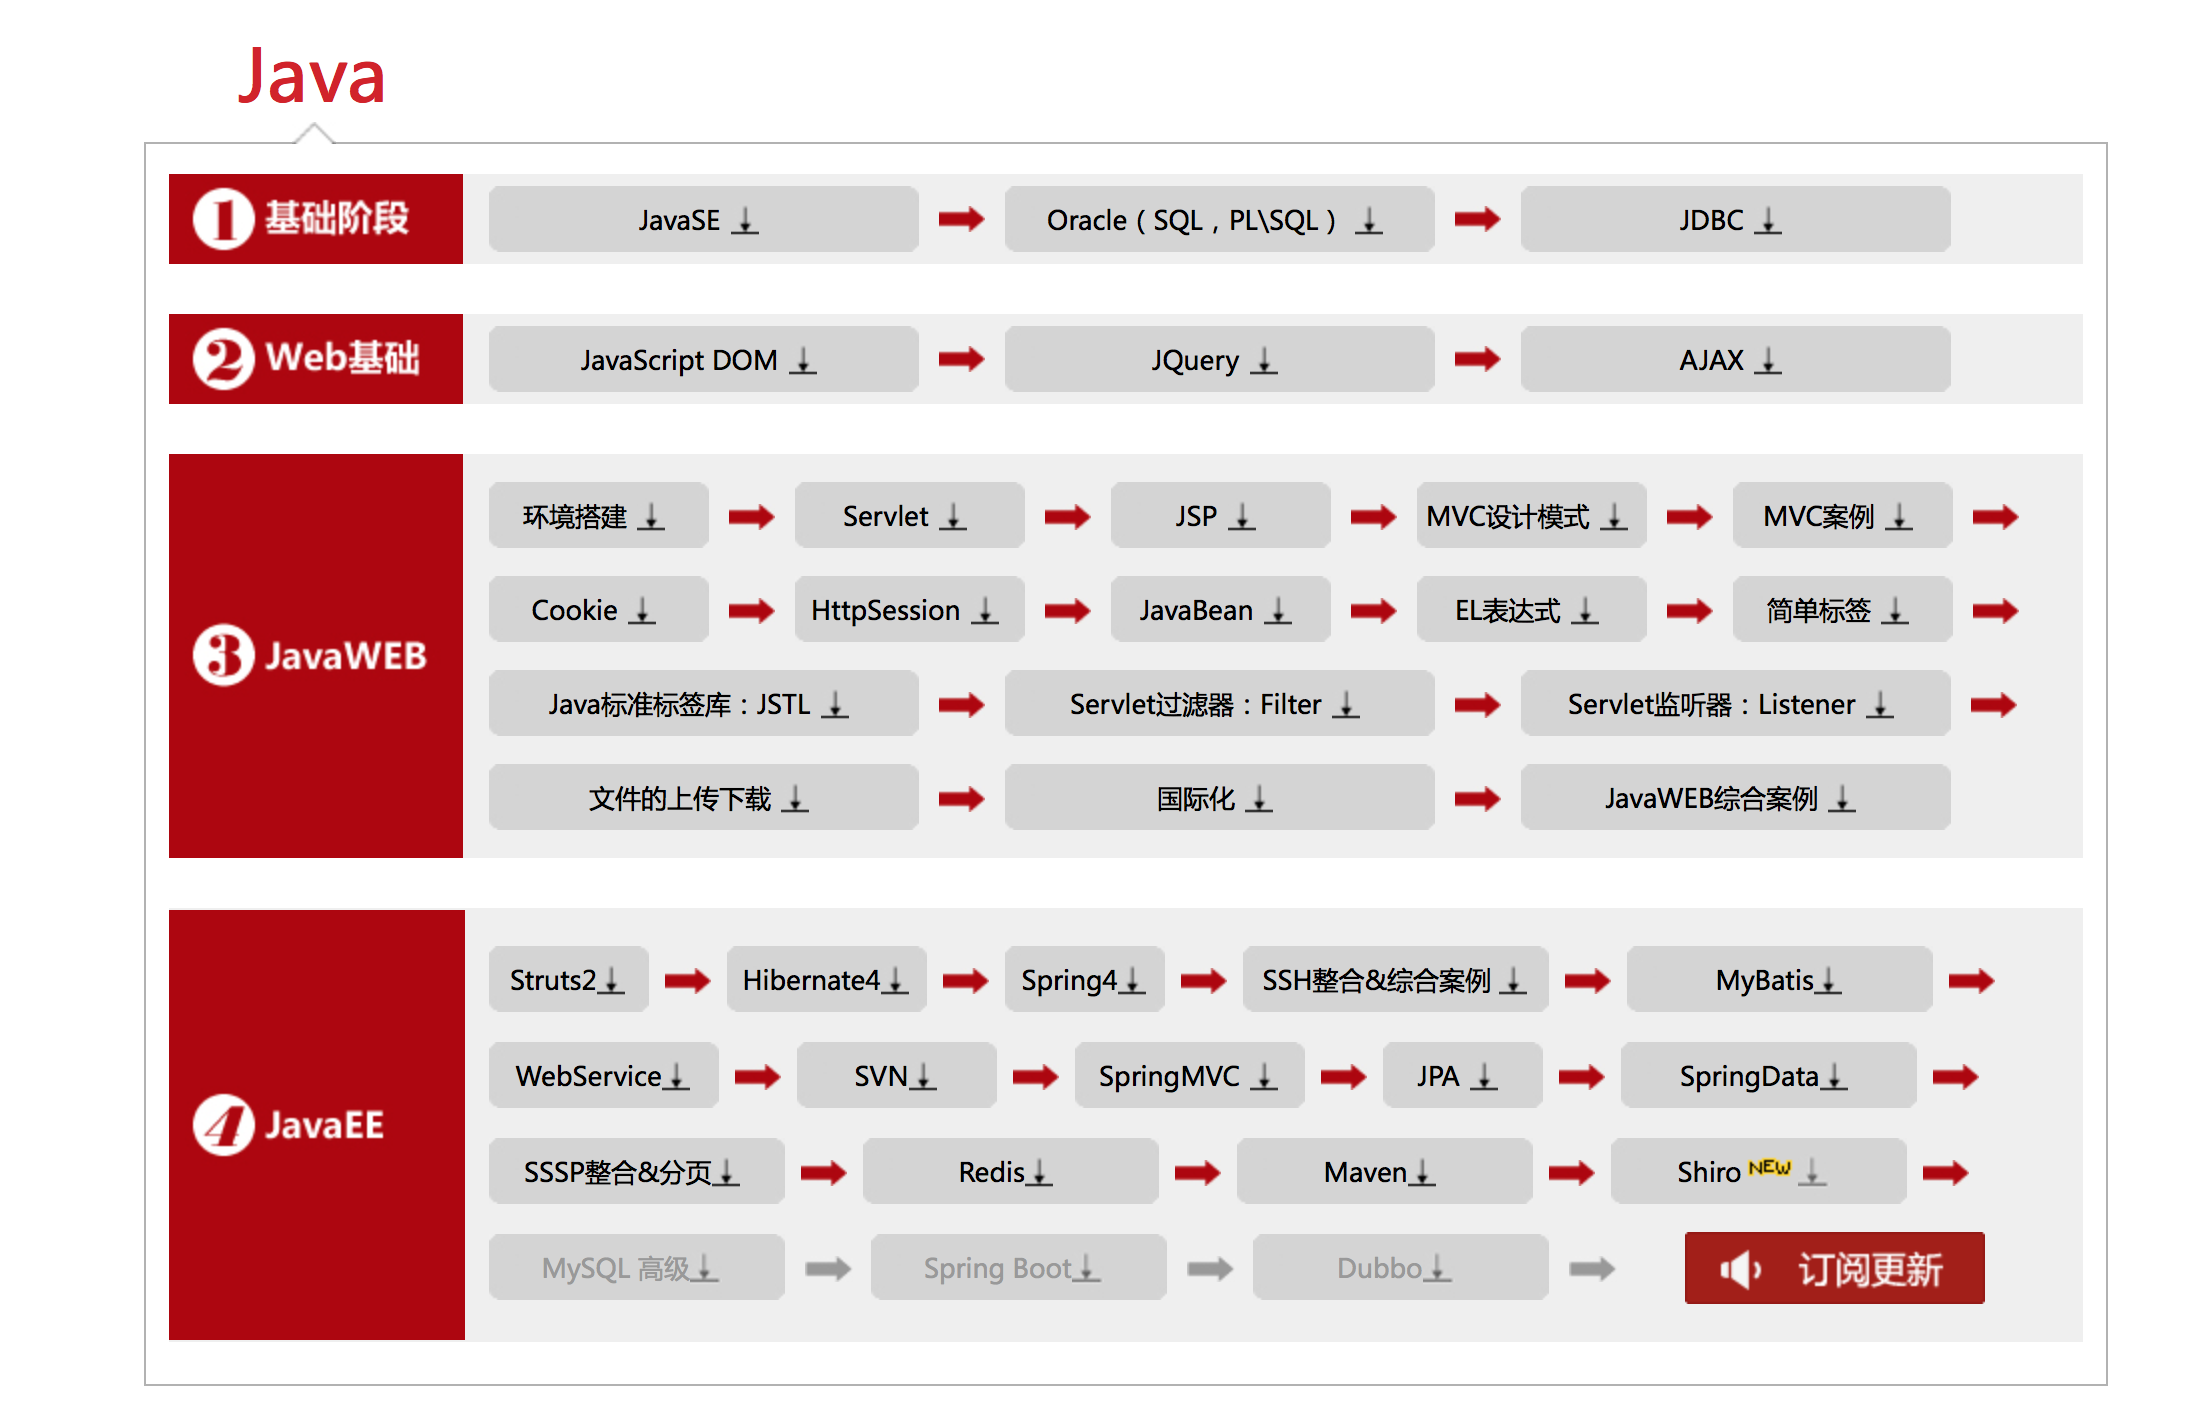 Java
1 基础阶段
JavaSE
Oracle（SQL，PL\SQL）
JDBC
2 Web基础
JavaScript DOM
JQuery
AJAX
3 JavaWEB
环境搭建
Servlet
JSP
MVC设计模式
MVC案例
Cookie
HttpSession
JavaBean
EL表达式
简单标签
Java标准标签库：JSTL
Servlet过滤器：Filter
Servlet监听器：Listener
文件的上传下载
国际化
JavaWEB综合案例
4 JavaEE
Struts2
Hibernate4
Spring4
SSH整合&综合案例
MyBatis
WebService
SVN
SpringMVC
JPA
SpringData
SSSP整合&分页
Redis
Maven
Shiro NEW
MySQL 高级
Spring Boot
Dubbo
订阅更新